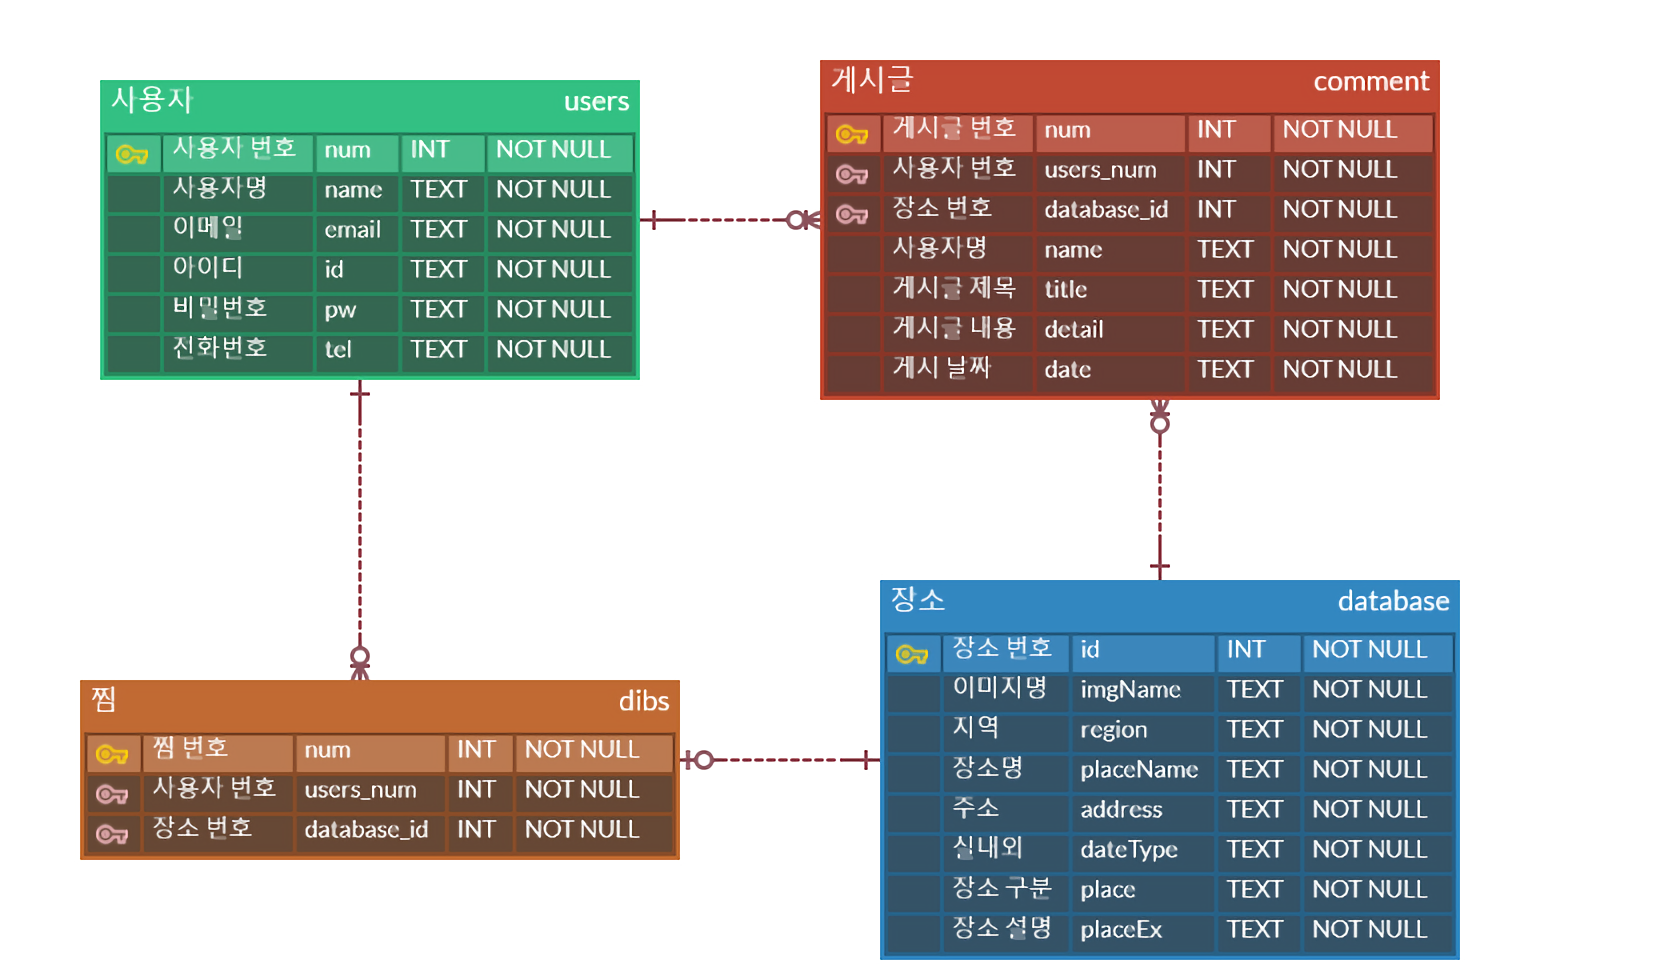 사용자 users
사용자 번호 num INT NOT NULL
사용자명 name TEXT NOT NULL
이메일 email TEXT NOT NULL
아이디 id TEXT NOT NULL
비밀번호 pw TEXT NOT NULL
전화번호 tel TEXT NOT NULL
게시글 comment
게시글 번호 num INT NOT NULL
사용자 번호 users_num INT NOT NULL
장소 번호 database_id INT NOT NULL
사용자명 name TEXT NOT NULL
게시글 제목 title TEXT NOT NULL
게시글 내용 detail TEXT NOT NULL
게시 날짜 date TEXT NOT NULL
찜 dibs
찜 번호 num INT NOT NULL
사용자 번호 users_num INT NOT NULL
장소 번호 database_id INT NOT NULL
장소 database
장소 번호 id INT NOT NULL
이미지명 imgName TEXT NOT NULL
지역 region TEXT NOT NULL
장소명 placeName TEXT NOT NULL
주소 address TEXT NOT NULL
실내외 dateType TEXT NOT NULL
장소 구분 place TEXT NOT NULL
장소 설명 placeEx TEXT NOT NULL